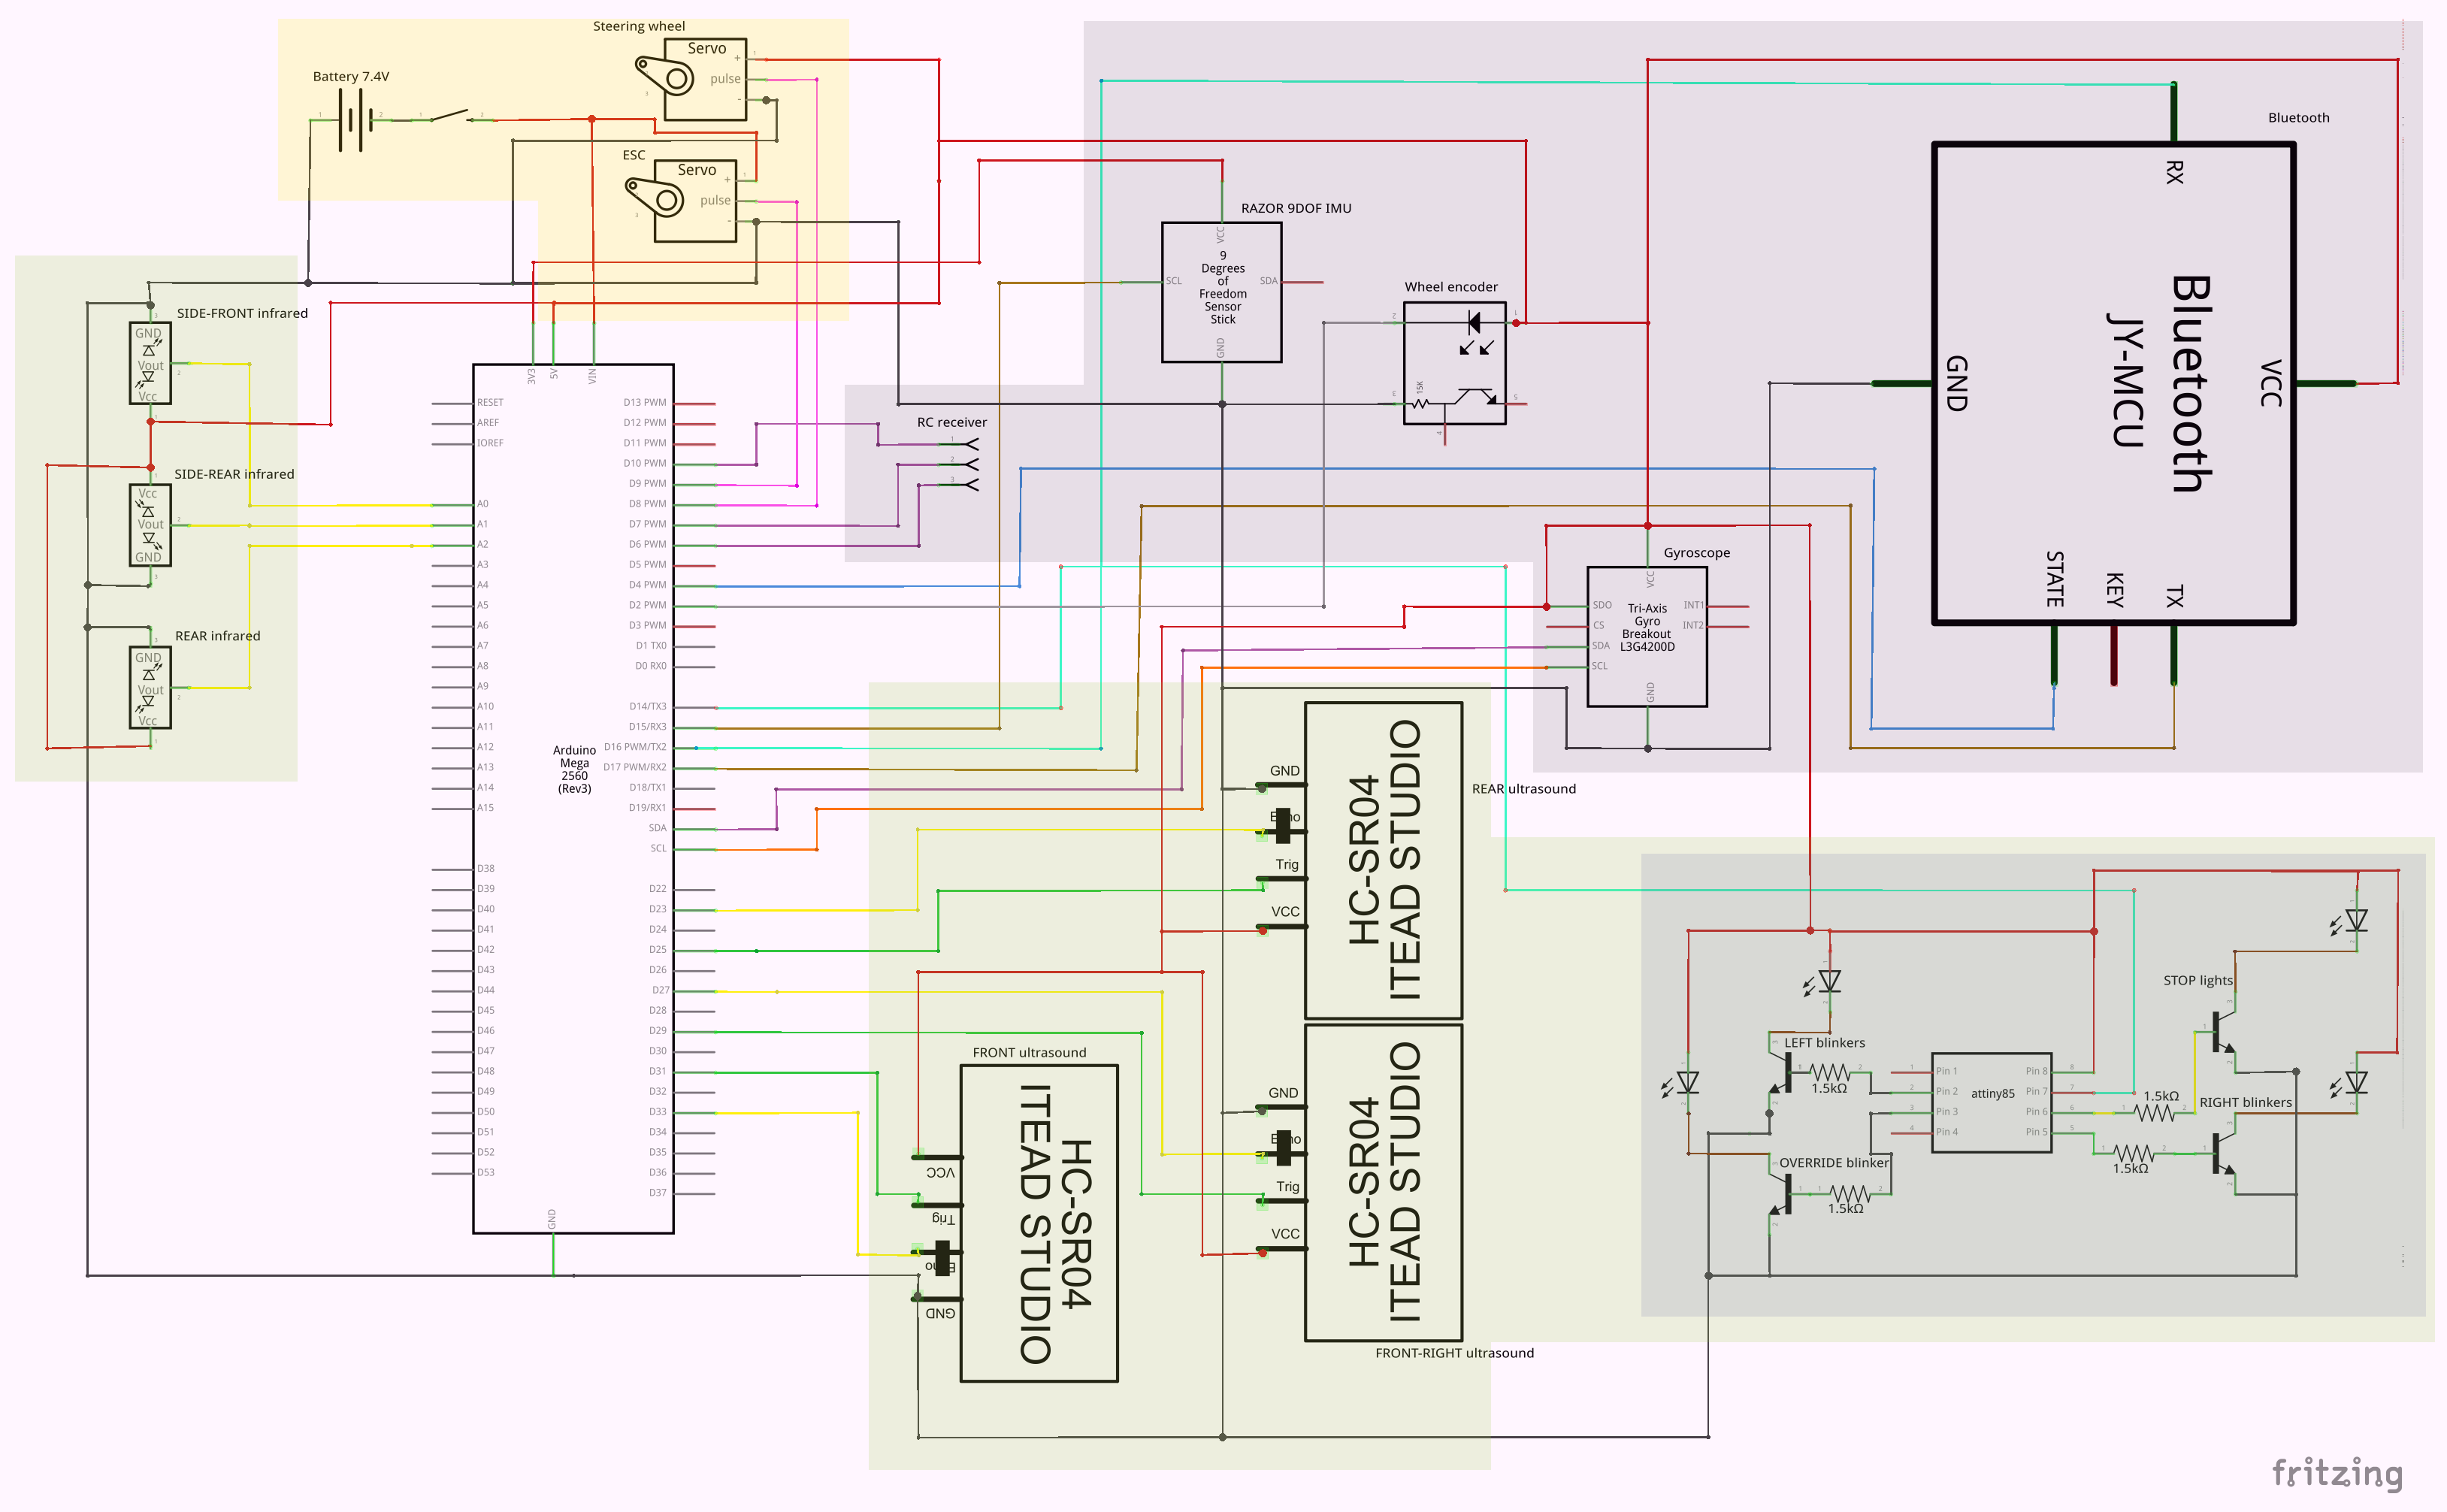 Steering wheel
Battery 7.4V
Servo
+
pulse
-
ESC
Servo
+
pulse
-
Bluetooth
RX
Bluetooth
JY-MCU
GND
VCC
STATE
KEY
TX
RAZOR 9DOF IMU
VCC
9
Degrees
of
Freedom
Sensor
Stick
SCL
SDA
GND
Wheel encoder
15K
RC receiver
SIDE-FRONT infrared
GND
Vout
Vcc
SIDE-REAR infrared
Vcc
Vout
GND
REAR infrared
GND
Vout
Vcc
3V3
5V
VIN
RESET
AREF
IOREF
A0
A1
A2
A3
A4
A5
A6
A7
A8
A9
A10
A11
A12
A13
A14
A15
D38
D39
D40
D41
D42
D43
D44
D45
D46
D47
D48
D49
D50
D51
D52
D53
Arduino
Mega
2560
(Rev3)
D13 PWM
D12 PWM
D11 PWM
D10 PWM
D9 PWM
D8 PWM
D7 PWM
D6 PWM
D5 PWM
D4 PWM
D2 PWM
D3 PWM
D1 TX0
D0 RX0
D14/TX3
D15/RX3
D16 PWM/TX2
D17 PWM/RX2
D18/TX1
D19/RX1
SDA
SCL
D22
D23
D24
D25
D26
D27
D28
D29
D30
D31
D32
D33
D34
D35
D36
D37
GND
Gyroscope
VCC
SDO
CS
SDA
SCL
Tri-Axis
Gyro
Breakout
L3G4200D
INT1
INT2
GND
REAR ultrasound
GND
Trig
VCC
HC-SR04
ITEAD STUDIO
FRONT ultrasound
VCC
Trig
GND
HC-SR04
ITEAD STUDIO
GND
Trig
VCC
HC-SR04
ITEAD STUDIO
FRONT-RIGHT ultrasound
STOP lights
LEFT blinkers
1.5kΩ
RIGHT blinkers
1.5kΩ
OVERRIDE blinker
1.5kΩ
1.5kΩ
Pin 1
Pin 2
Pin 3
Pin 4
attiny85
Pin 8
Pin 7
Pin 6
Pin 5
fritzing